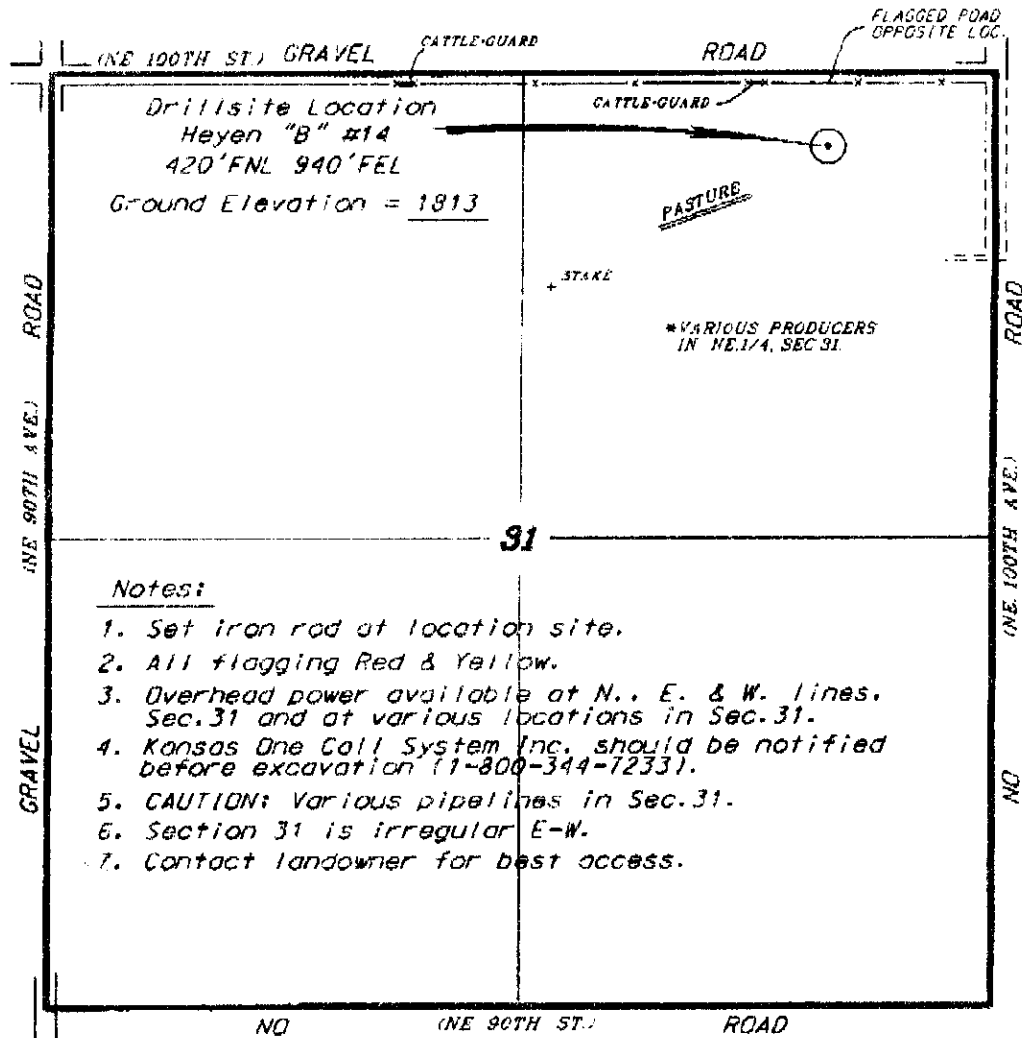 FLAGGED ROAD
OPPOSITE LOC.
(NE 100TH ST.) GRAVEL ROAD
CATTLE-GUARD
CATTLE-GUARD
Drillsite Location
Heyen "B" #14
420'FNL 940'FEL
Ground Elevation = 1813
PASTURE
STAKE
*VARIOUS PRODUCERS
IN NE.1/4, SEC 31.
ROAD
(NE 90TH AVE.)
GRAVEL
ROAD
(NE. 100TH AVE.)
NO
31
Notes:
1. Set iron rod at location site.
2. All flagging Red & Yellow.
3. Overhead power available at N., E. & W. lines.
Sec.31 and at various locations in Sec.31.
4. Kansas One Call System Inc. should be notified
before excavation (1-800-344-7233).
5. CAUTION: Various pipelines in Sec.31.
6. Section 31 is irregular E-W.
7. Contact landowner for best access.
NO (NE 90TH ST.) ROAD